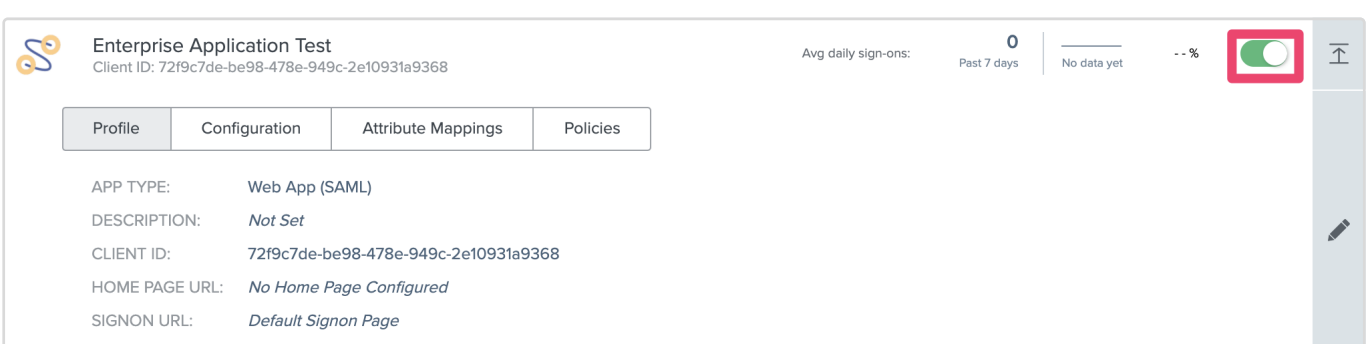 Enterprise Application Test
Client ID: 72f9c7de-be98-478e-949c-2e10931a9368
Avg daily sign-ons:
0
Past 7 days
No data yet
- - %
Profile Configuration Attribute Mappings Policies
APP TYPE: Web App (SAML)
DESCRIPTION: Not Set
CLIENT ID: 72f9c7de-be98-478e-949c-2e10931a9368
HOME PAGE URL: No Home Page Configured
SIGNON URL: Default Signon Page